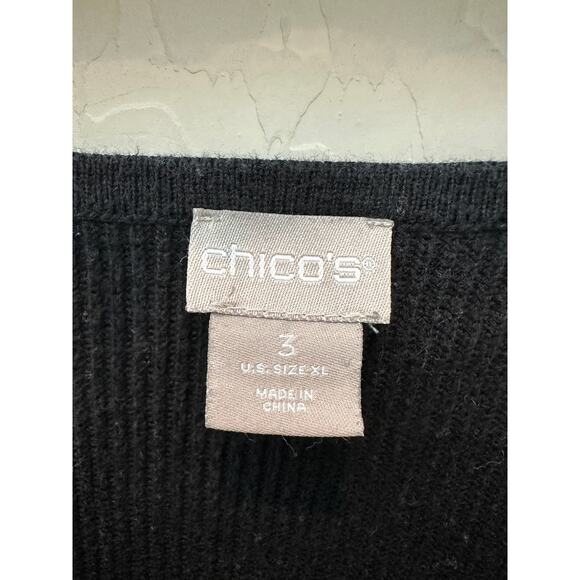 chico's®
3
U.S. SIZE XL
MADE IN
CHINA